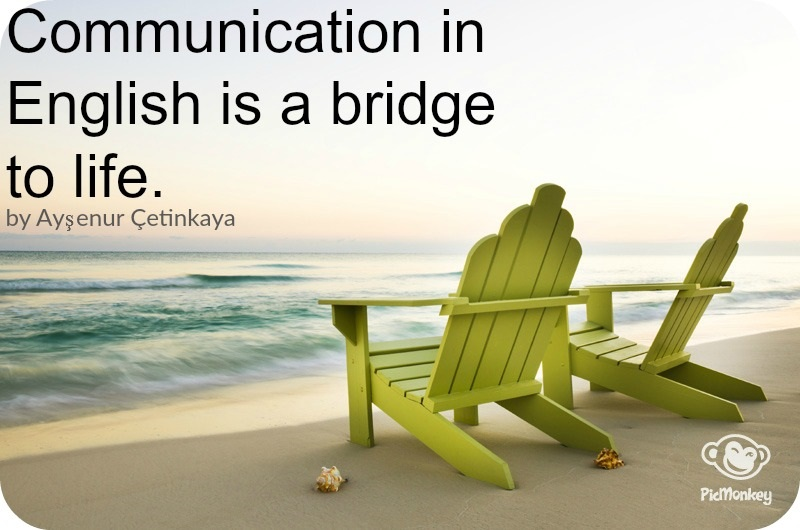 Communication in
English is a bridge
to life.
by Ayşenur Çetinkaya
PicMonkey